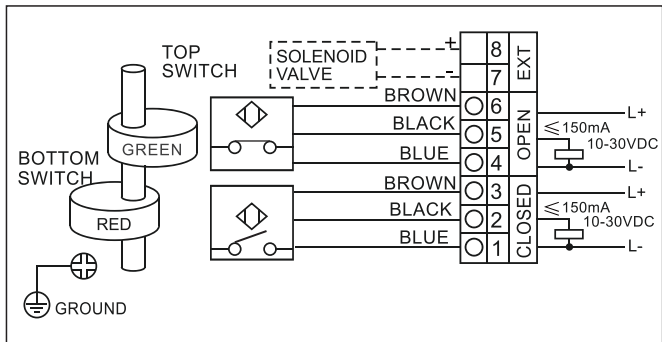 TOP
SWITCH
GREEN
BOTTOM
SWITCH
RED
GROUND
SOLENOID
VALVE
+
-
BROWN
BLACK
BLUE
BROWN
BLACK
BLUE
8
7
6
5
4
3
2
1
EXT
OPEN
CLOSED
L+
≤150mA
10-30VDC
L-
L+
≤150mA
10-30VDC
L-